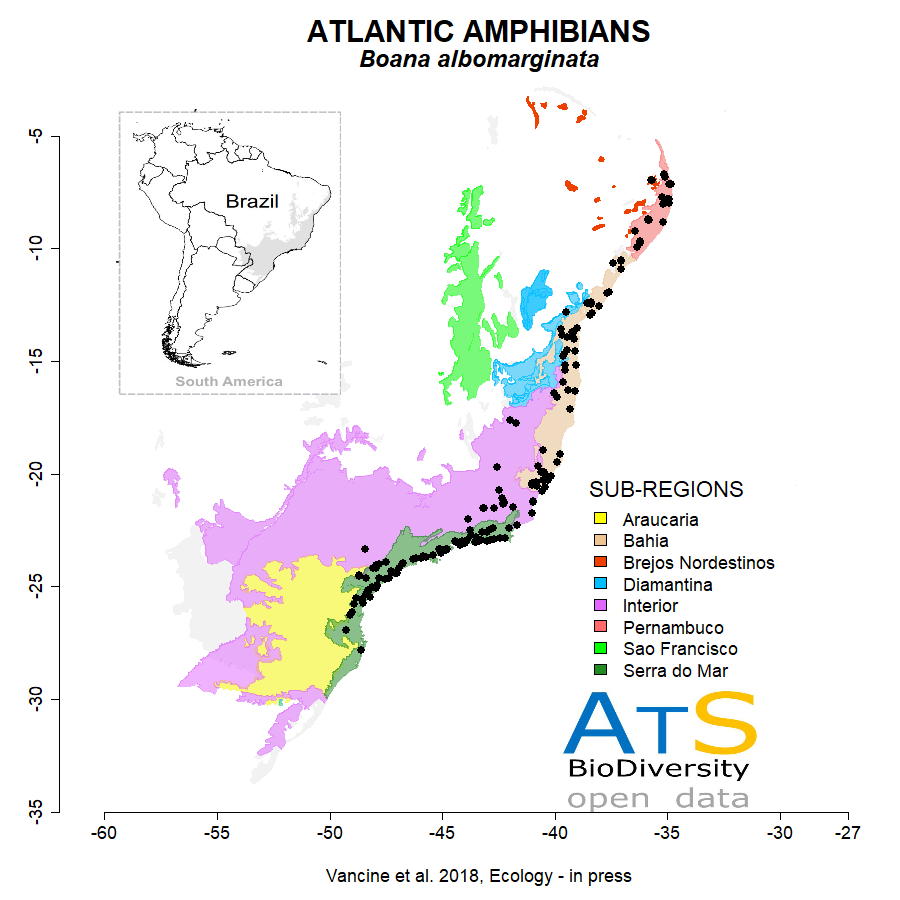 ATLANTIC AMPHIBIANS
Boana albomarginata
Brazil
South America
-5
-10
-15
-20
-25
-30
-35
SUB-REGIONS
Araucaria
Bahia
Brejos Nordestinos
Diamantina
Interior
Pernambuco
Sao Francisco
Serra do Mar
ATS
BioDiversity
open data
-60 -55 -50 -45 -40 -35 -30 -27
Vancine et al. 2018, Ecology - in press